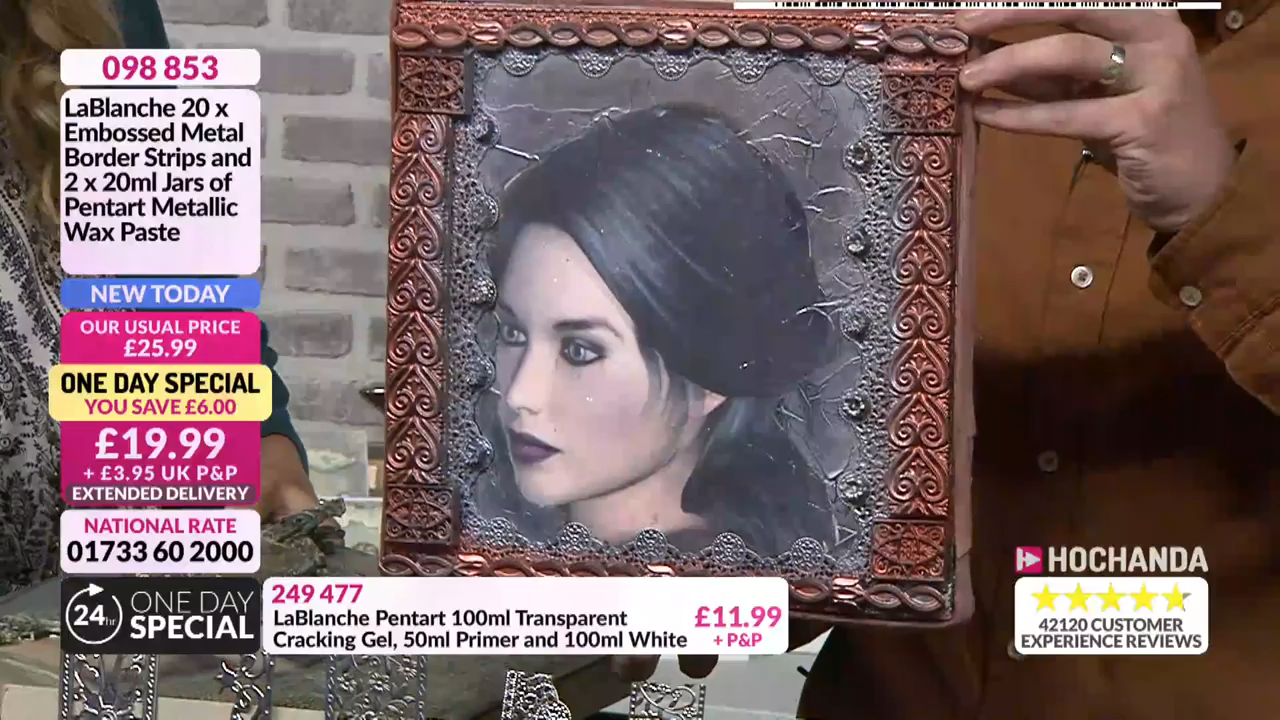 098 853
LaBlanche 20 x
Embossed Metal
Border Strips and
2 x 20ml Jars of
Pentart Metallic
Wax Paste
NEW TODAY
OUR USUAL PRICE
£25.99
ONE DAY SPECIAL
YOU SAVE £6.00
£19.99
+ £3.95 UK P&P
EXTENDED DELIVERY
NATIONAL RATE
01733 60 2000
24hr
ONE DAY
SPECIAL
249 477
LaBlanche Pentart 100ml Transparent
Cracking Gel, 50ml Primer and 100ml White
£11.99
+ P&P
HOCHANDA
42120 CUSTOMER
EXPERIENCE REVIEWS